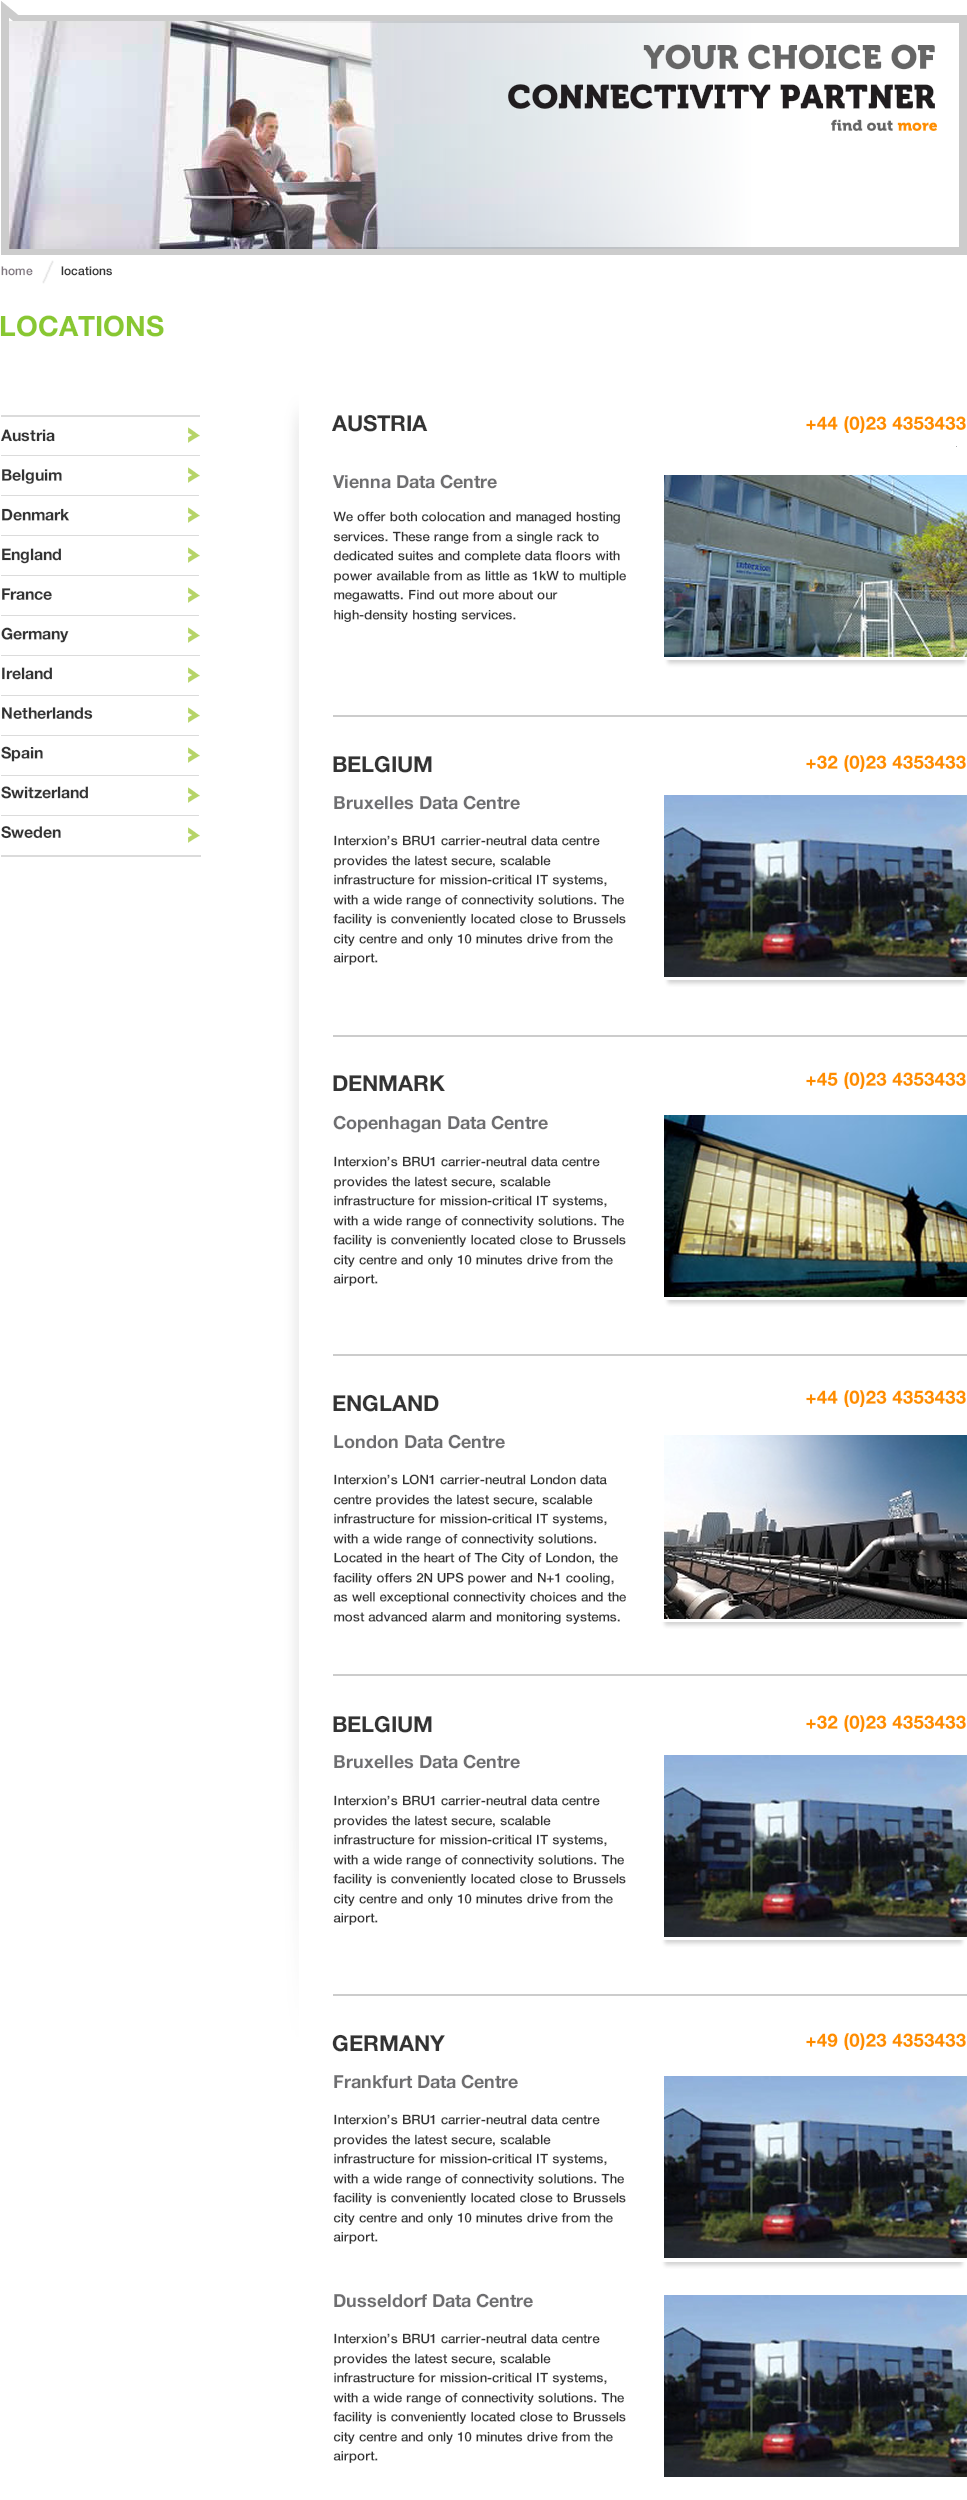 YOUR CHOICE OF
CONNECTIVITY PARTNER
find out more
home / locations
LOCATIONS
Austria
Belguim
Denmark
England
France
Germany
Ireland
Netherlands
Spain
Switzerland
Sweden
AUSTRIA
+44 (0)23 4353433
Vienna Data Centre
We offer both colocation and managed hosting
services. These range from a single rack to
dedicated suites and complete data floors with
power available from as little as 1kW to multiple
megawatts. Find out more about our
high-density hosting services.
interxion
BELGIUM
+32 (0)23 4353433
Bruxelles Data Centre
Interxion's BRU1 carrier-neutral data centre
provides the latest secure, scalable
infrastructure for mission-critical IT systems,
with a wide range of connectivity solutions. The
facility is conveniently located close to Brussels
city centre and only 10 minutes drive from the
airport.
DENMARK
+45 (0)23 4353433
Copenhagan Data Centre
Interxion's BRU1 carrier-neutral data centre
provides the latest secure, scalable
infrastructure for mission-critical IT systems,
with a wide range of connectivity solutions. The
facility is conveniently located close to Brussels
city centre and only 10 minutes drive from the
airport.
ENGLAND
+44 (0)23 4353433
London Data Centre
Interxion's LON1 carrier-neutral London data
centre provides the latest secure, scalable
infrastructure for mission-critical IT systems,
with a wide range of connectivity solutions.
Located in the heart of The City of London, the
facility offers 2N UPS power and N+1 cooling,
as well exceptional connectivity choices and the
most advanced alarm and monitoring systems.
BELGIUM
+32 (0)23 4353433
Bruxelles Data Centre
Interxion's BRU1 carrier-neutral data centre
provides the latest secure, scalable
infrastructure for mission-critical IT systems,
with a wide range of connectivity solutions. The
facility is conveniently located close to Brussels
city centre and only 10 minutes drive from the
airport.
GERMANY
+49 (0)23 4353433
Frankfurt Data Centre
Interxion's BRU1 carrier-neutral data centre
provides the latest secure, scalable
infrastructure for mission-critical IT systems,
with a wide range of connectivity solutions. The
facility is conveniently located close to Brussels
city centre and only 10 minutes drive from the
airport.
Dusseldorf Data Centre
Interxion's BRU1 carrier-neutral data centre
provides the latest secure, scalable
infrastructure for mission-critical IT systems,
with a wide range of connectivity solutions. The
facility is conveniently located close to Brussels
city centre and only 10 minutes drive from the
airport.